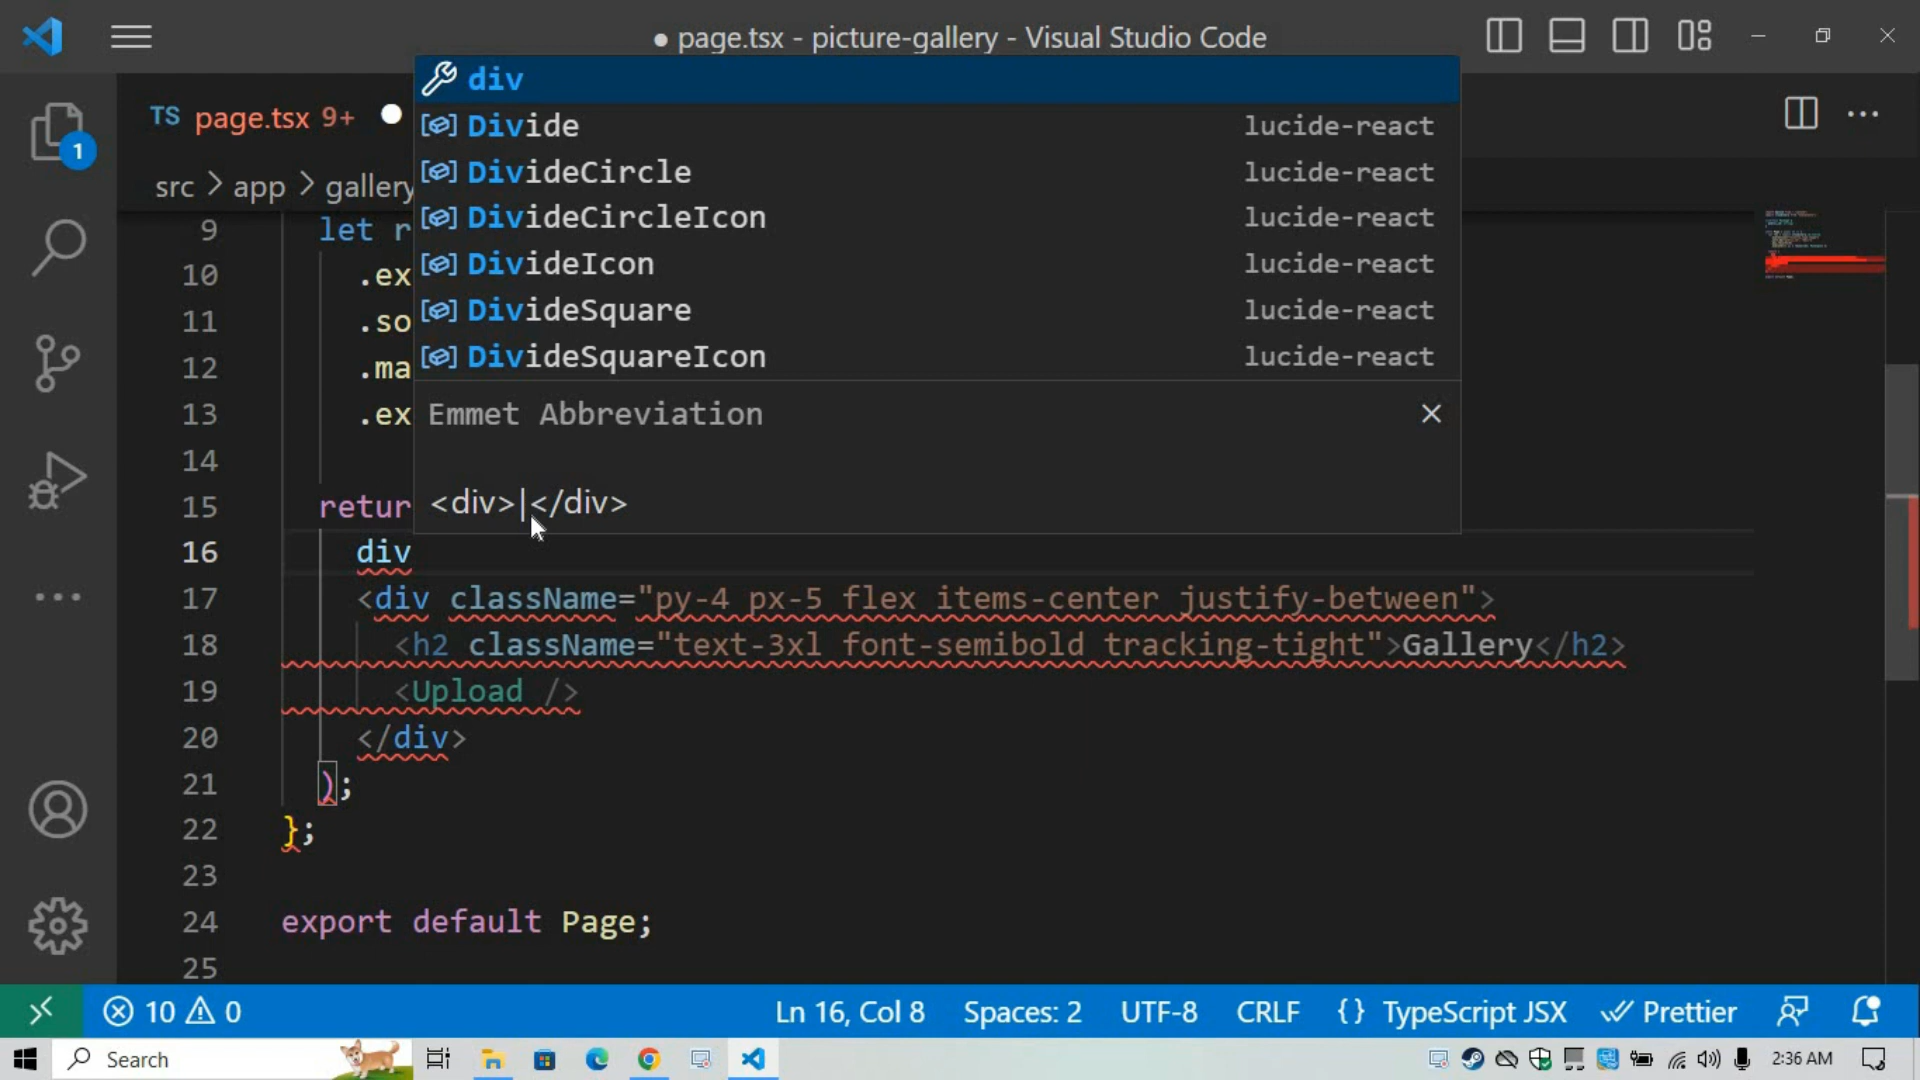 ● page.tsx - picture-gallery - Visual Studio Code
TS page.tsx 9+ ●
1
src > app > gallery
div
Divide lucide-react
DivideCircle lucide-react
DivideCircleIcon lucide-react
DivideIcon lucide-react
DivideSquare lucide-react
DivideSquareIcon lucide-react
Emmet Abbreviation
<div>|</div>
9 let r
10 .ex
11 .so
12 .ma
13 .ex
14
15 retur
16 div
17 <div className="py-4 px-5 flex items-center justify-between">
18 <h2 className="text-3xl font-semibold tracking-tight">Gallery</h2>
19 <Upload />
20 </div>
21 );
22 };
23
24 export default Page;
25
10 0 Ln 16, Col 8 Spaces: 2 UTF-8 CRLF {} TypeScript JSX Prettier
Search 2:36 AM